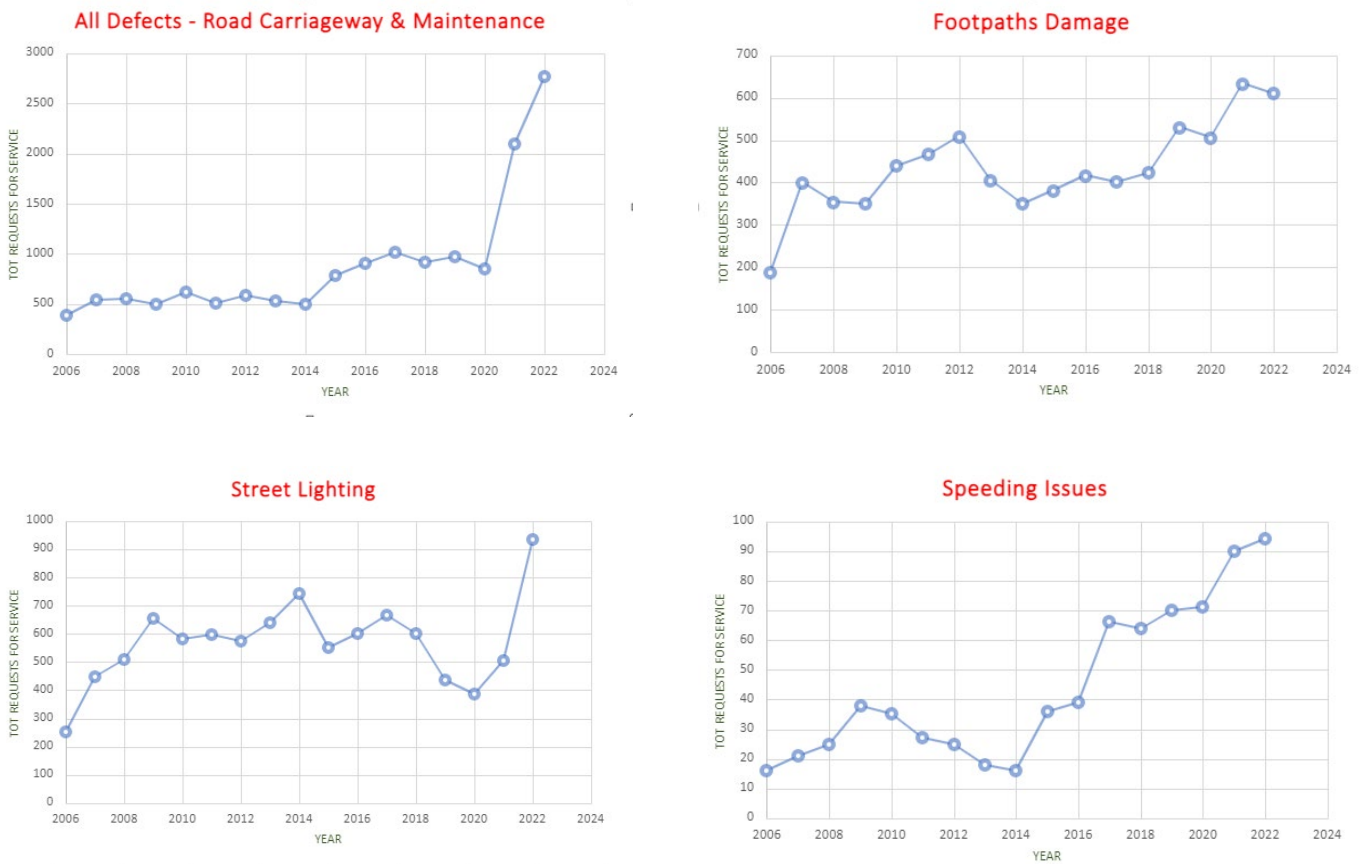 All Defects - Road Carriageway & Maintenance
TOT REQUESTS FOR SERVICE
3000
2500
2000
1500
1000
500
0
2006 2008 2010 2012 2014 2016 2018 2020 2022 2024
YEAR
Footpaths Damage
TOT REQUESTS FOR SERVICE
700
600
500
400
300
200
100
0
2006 2008 2010 2012 2014 2016 2018 2020 2022 2024
YEAR
Street Lighting
TOT REQUESTS FOR SERVICE
1000
900
800
700
600
500
400
300
200
100
0
2006 2008 2010 2012 2014 2016 2018 2020 2022 2024
YEAR
Speeding Issues
TOT REQUESTS FOR SERVICE
100
90
80
70
60
50
40
30
20
10
0
2006 2008 2010 2012 2014 2016 2018 2020 2022 2024
YEAR